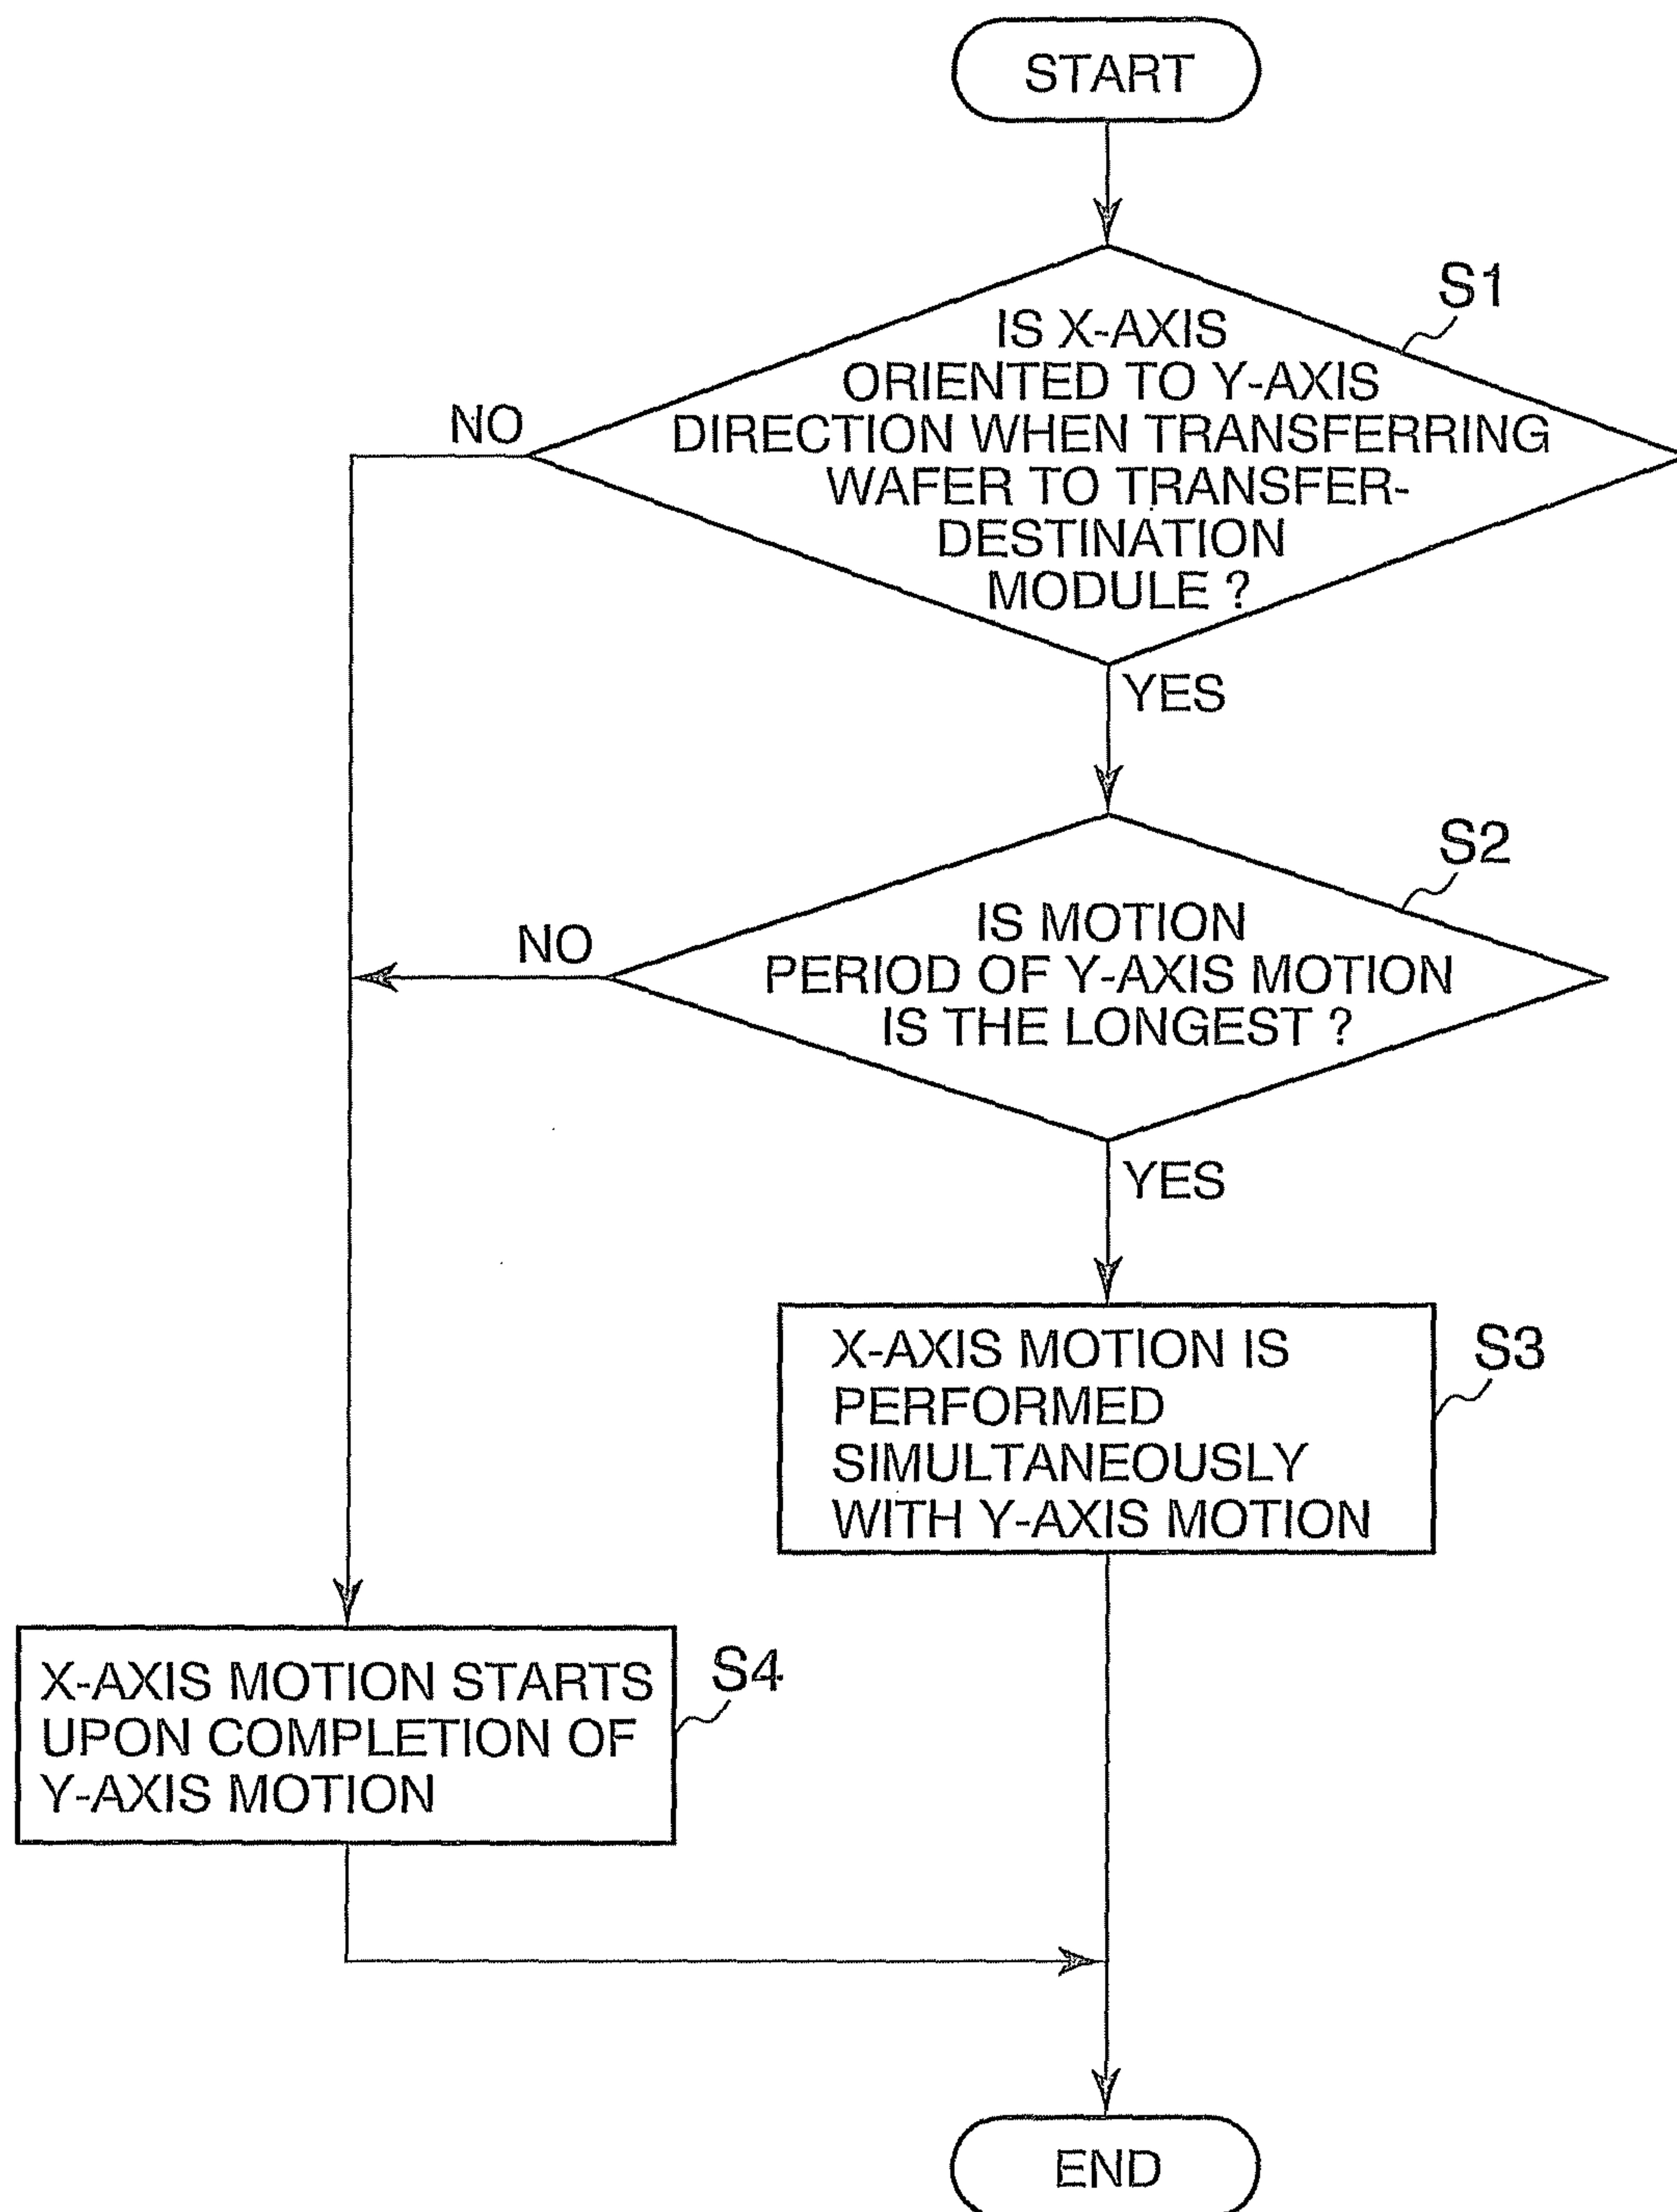 START
S1
IS X-AXIS
ORIENTED TO Y-AXIS
DIRECTION WHEN TRANSFERRING
WAFER TO TRANSFER-
DESTINATION
MODULE ?
NO
YES
S2
IS MOTION
PERIOD OF Y-AXIS MOTION
IS THE LONGEST ?
NO
YES
S3
X-AXIS MOTION IS
PERFORMED
SIMULTANEOUSLY
WITH Y-AXIS MOTION
S4
X-AXIS MOTION STARTS
UPON COMPLETION OF
Y-AXIS MOTION
END